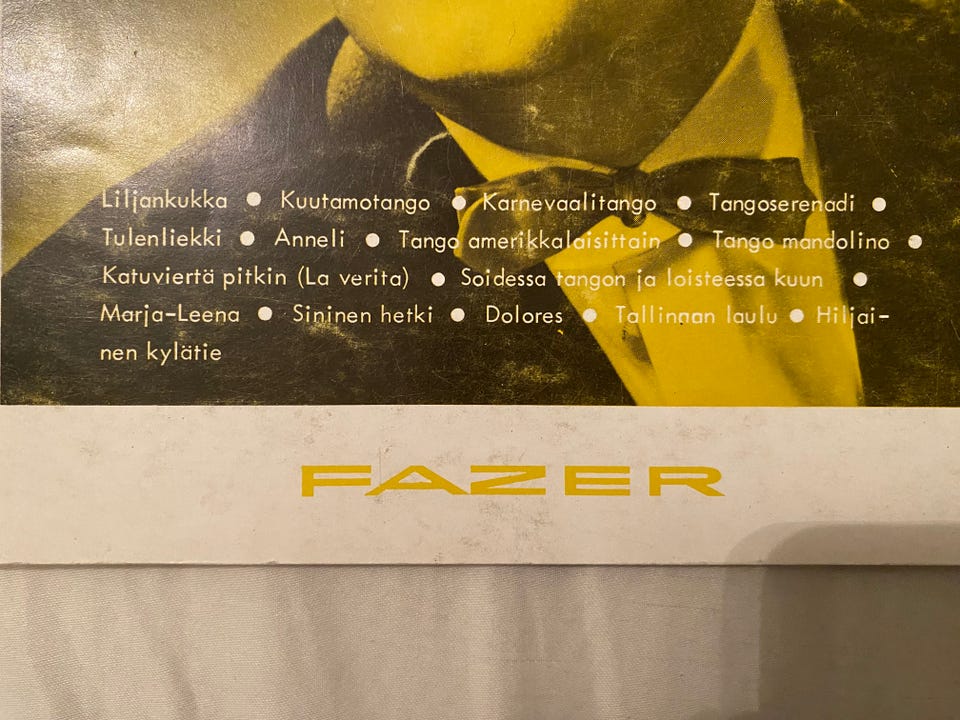 Liljankukka ● Kuutamotango ● Karnevaalitango ● Tangoserenadi ●
Tulenliekki ● Anneli ● Tango amerikkalaisittain ● Tango mandolino ●
Katuviertä pitkin (La verita) ● Soidessa tangon ja loisteessa kuun ●
Marja-Leena ● Sininen hetki ● Dolores ● Tallinnan laulu ● Hiljai-
nen kylätie
FAZER